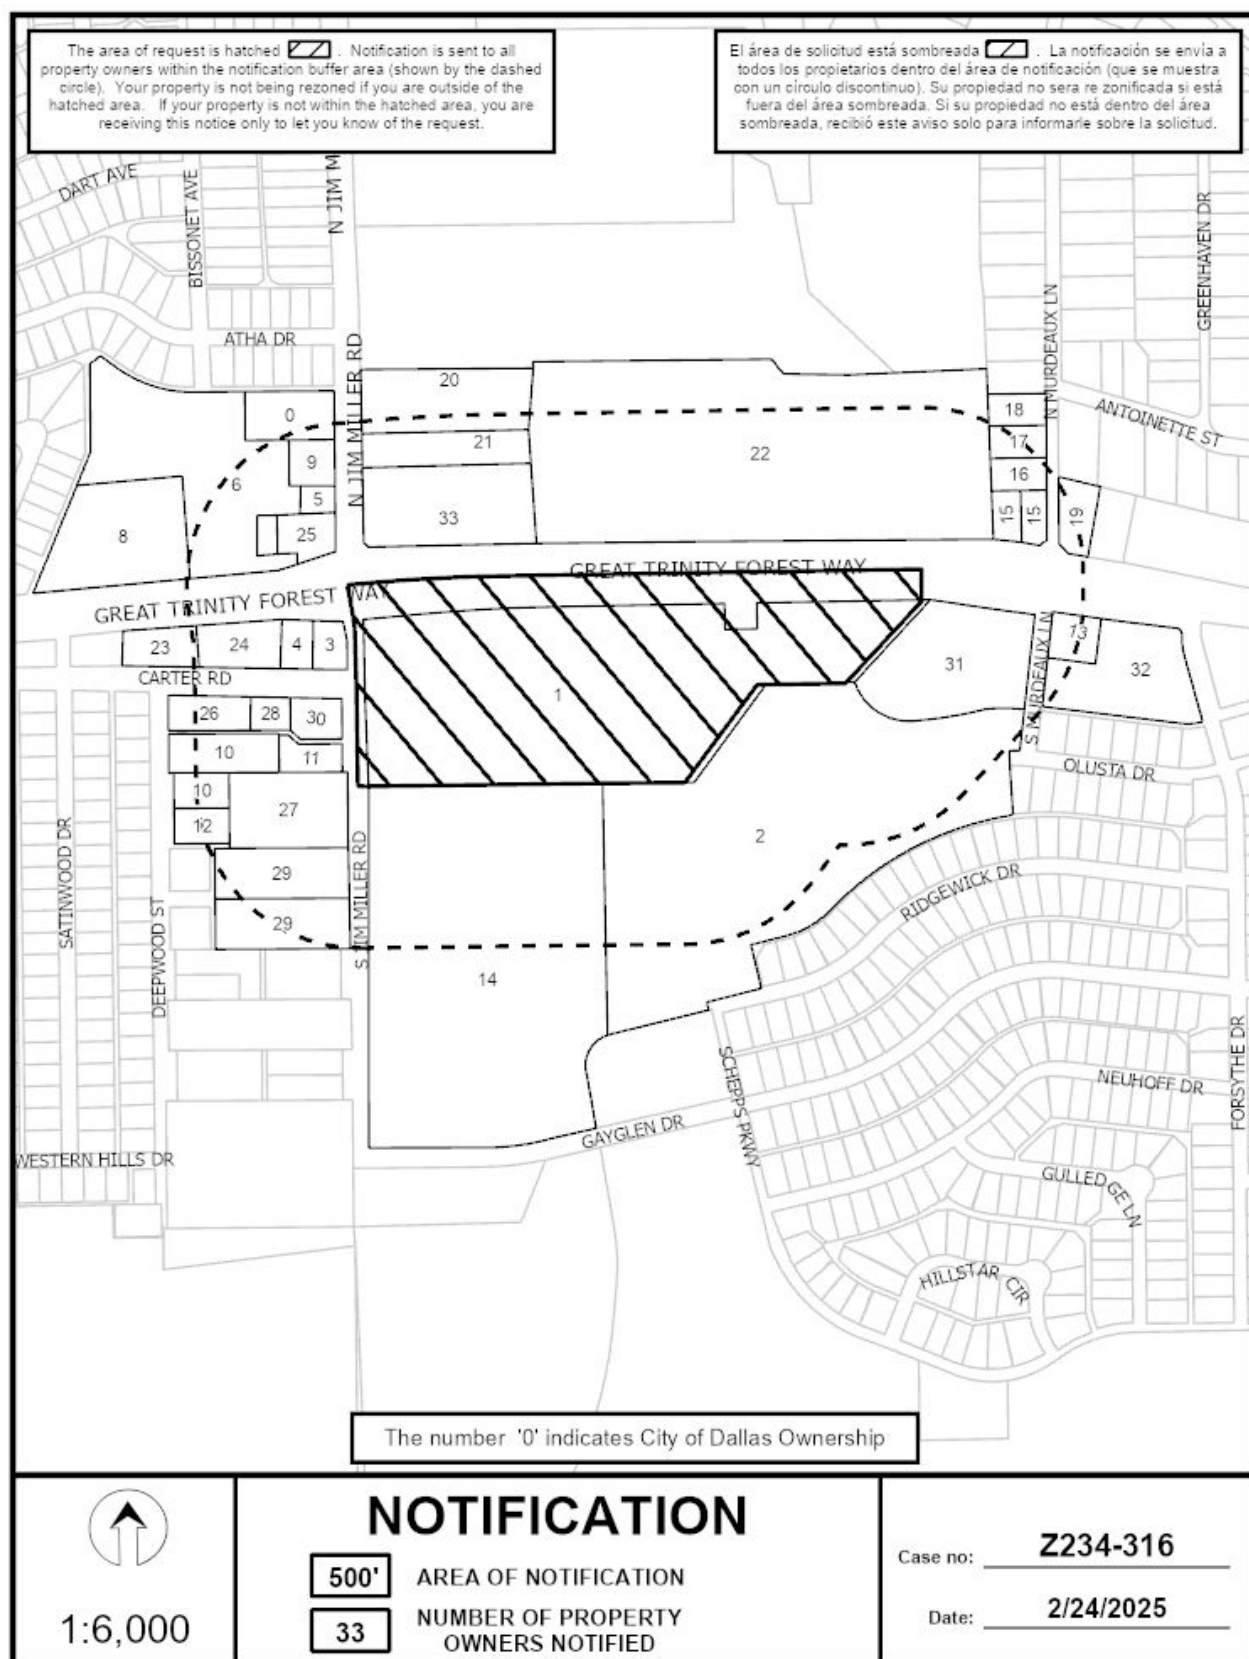 The area of request is hatched . Notification is sent to all
property owners within the notification buffer area (shown by the dashed
circle). Your property is not being rezoned if you are outside of the
hatched area. If your property is not within the hatched area, you are
receiving this notice only to let you know of the request.
El área de solicitud está sombreada . La notificación se envía a
todos los propietarios dentro del área de notificación (que se muestra
con un círculo discontinuo). Su propiedad no sera re zonificada si está
fuera del área sombreada. Si su propiedad no está dentro del área
sombreada, recibió este aviso solo para informarle sobre la solicitud.
DART AVE
BISSONET AVE
N JIM M
GREENHAVEN DR
N MURDEAUX LN
ATHA DR
N JIM MILLER RD
ANTOINETTE ST
20
0
18
21
17
22
9
16
6
5
33
15
15
19
8
25
GREAT TRINITY FOREST WAY
GREAT TRINITY FOREST WAY
23
24
4
3
13
31
32
CARTER RD
S MURDEAUX LN
1
26
28
30
10
11
OLUSTA DR
10
27
12
2
SATINWOOD DR
29
S JIM MILLER RD
RIDGEWICK DR
29
DEEPWOOD ST
14
FORSYTHE DR
SCHEPPS PKWY
NEUHOFF DR
GAYGLEN DR
WESTERN HILLS DR
GULLEDGE LN
HILLSTAR CIR
The number '0' indicates City of Dallas Ownership
1:6,000
NOTIFICATION
500' AREA OF NOTIFICATION
33 NUMBER OF PROPERTY
OWNERS NOTIFIED
Case no: Z234-316
Date: 2/24/2025